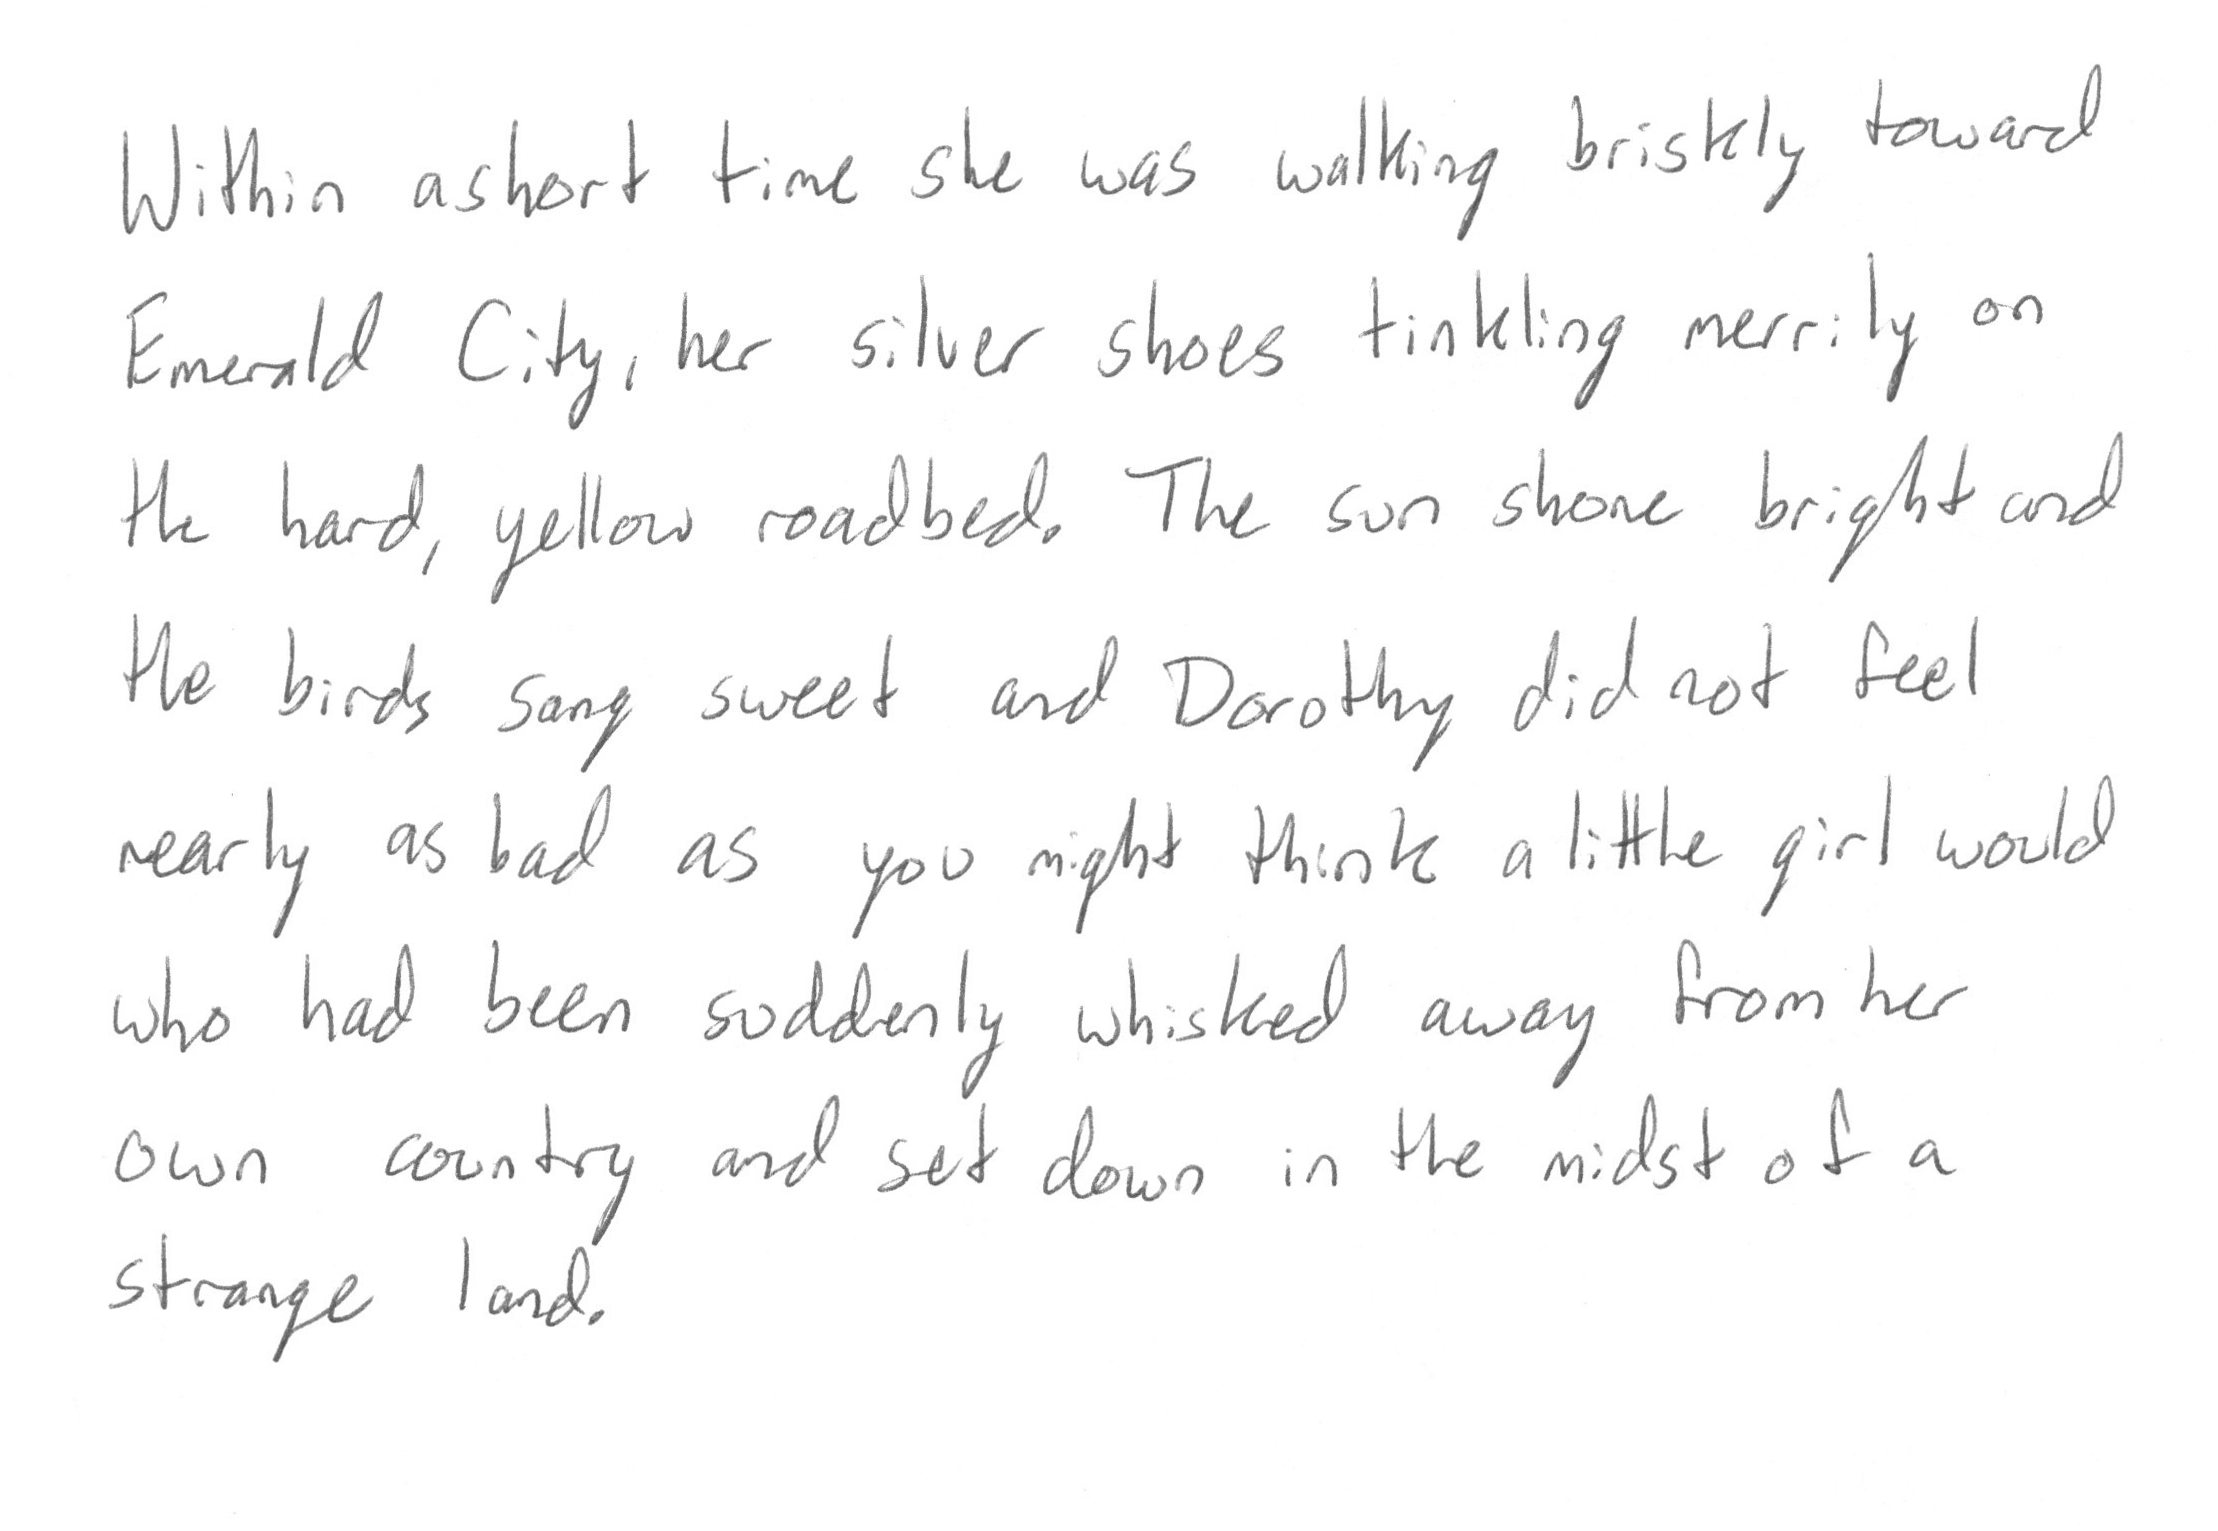 Within a short time she was walking briskly toward
Emerald City, her silver shoes tinkling merrily on
the hard, yellow roadbed. The sun shone bright and
the birds sang sweet and Dorothy did not feel
nearly as bad as you might think a little girl would
who had been suddenly whisked away from her
own country and set down in the midst of a
strange land.